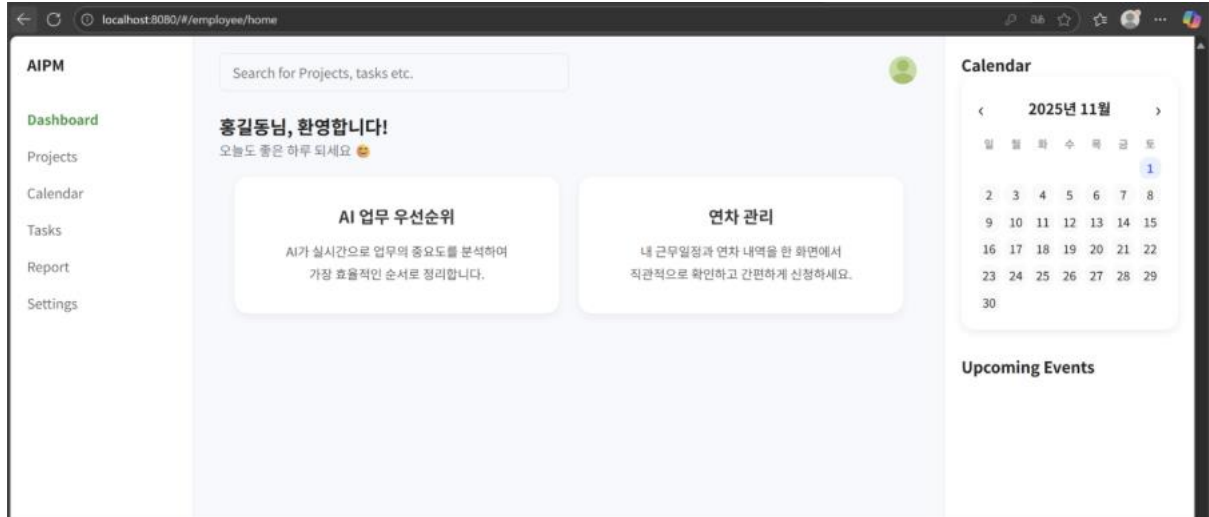 localhost:8080/#/employee/home
AIPM
Dashboard
Projects
Calendar
Tasks
Report
Settings
Search for Projects, tasks etc.
홍길동님, 환영합니다!
오늘도 좋은 하루 되세요 😄
AI 업무 우선순위
AI가 실시간으로 업무의 중요도를 분석하여
가장 효율적인 순서로 정리합니다.
연차 관리
내 근무일정과 연차 내역을 한 화면에서
직관적으로 확인하고 간편하게 신청하세요.
Calendar
‹ 2025년 11월 ›
일 월 화 수 목 금 토
1
2 3 4 5 6 7 8
9 10 11 12 13 14 15
16 17 18 19 20 21 22
23 24 25 26 27 28 29
30
Upcoming Events